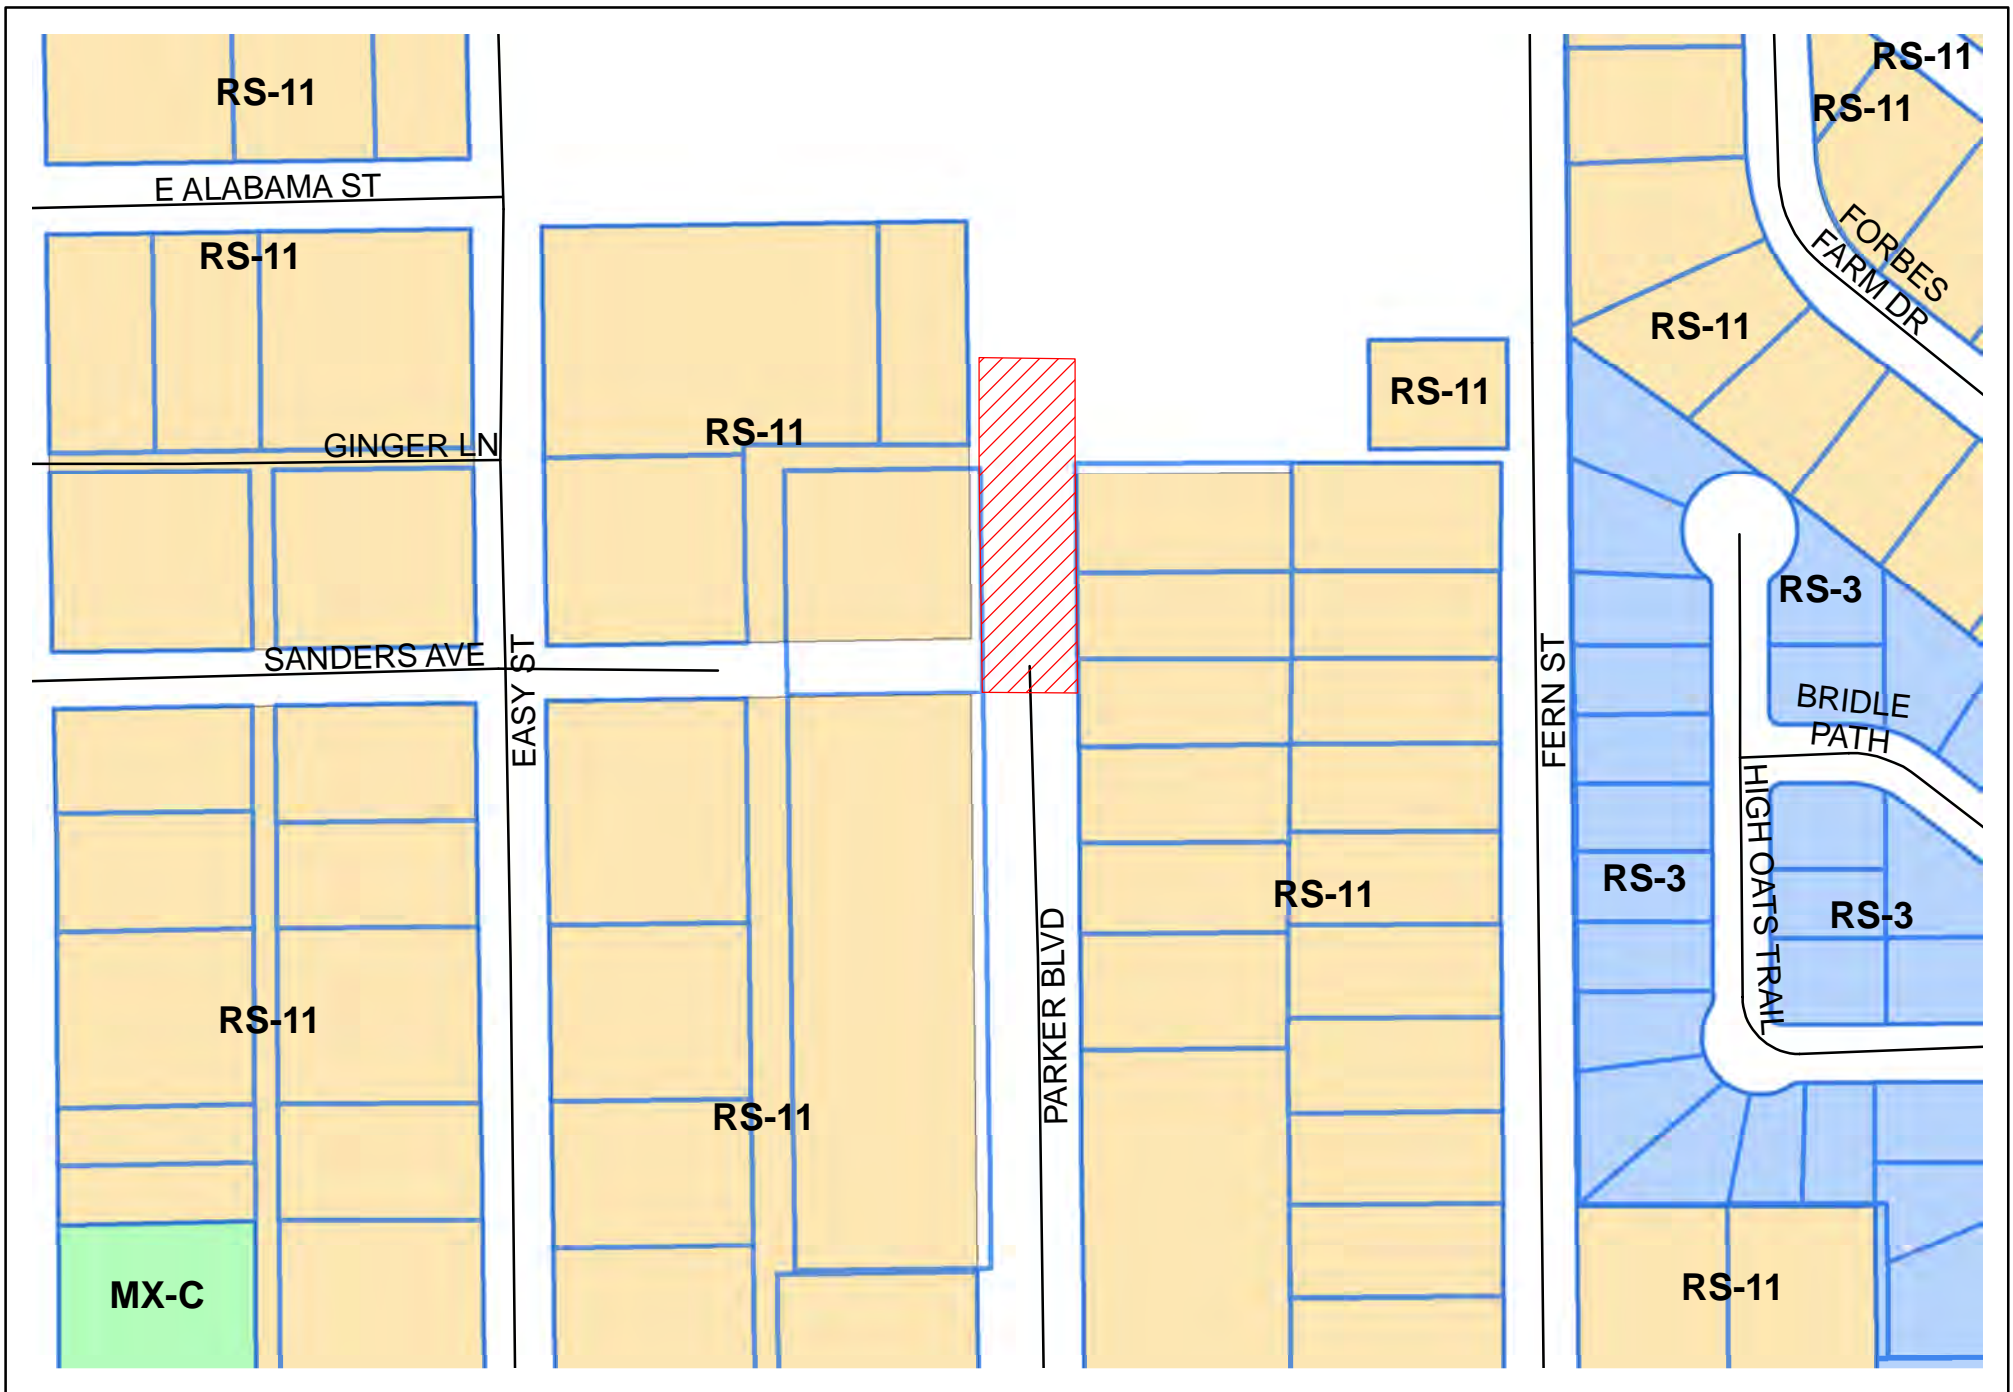 RS-11
RS-11
RS-11
E ALABAMA ST
RS-11
FORBES
FARM DR
RS-11
RS-11
RS-11
GINGER LN
RS-3
SANDERS AVE
EASY ST
FERN ST
BRIDLE
PATH
HIGH OATS TRAIL
RS-3
RS-11
RS-3
PARKER BLVD
RS-11
RS-11
MX-C
RS-11